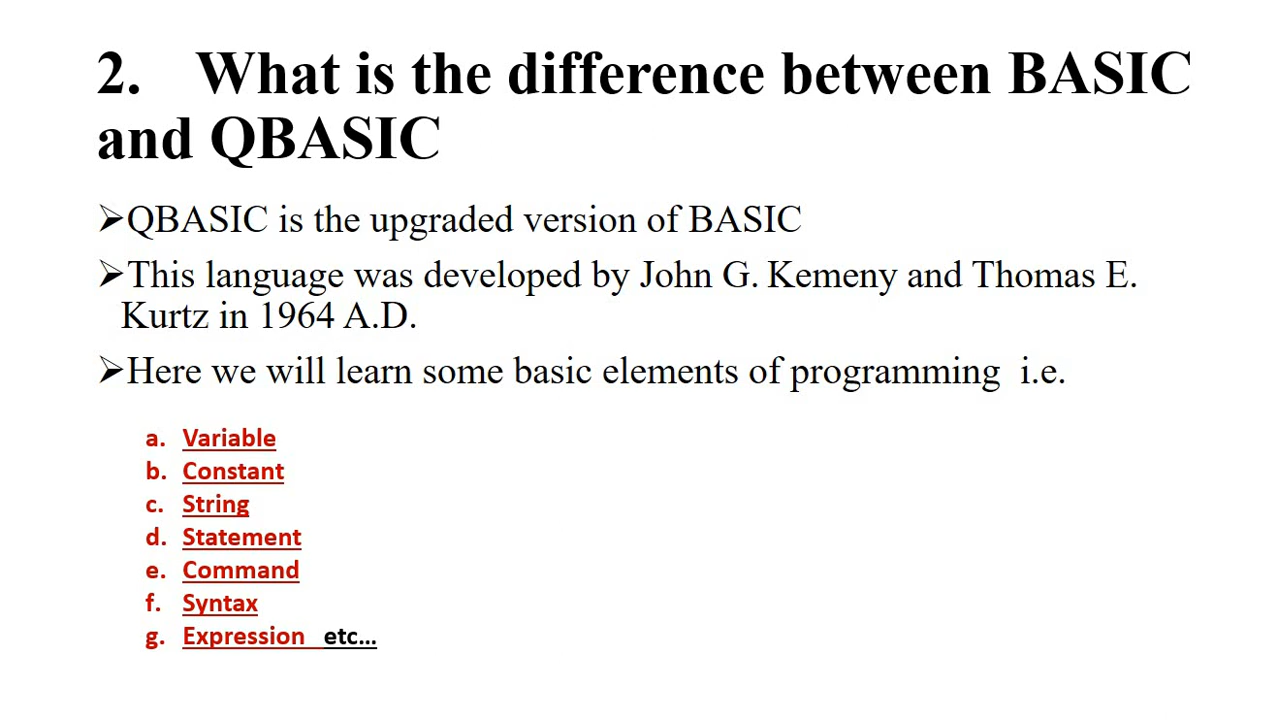 2. What is the difference between BASIC
and QBASIC
➢QBASIC is the upgraded version of BASIC
➢This language was developed by John G. Kemeny and Thomas E.
Kurtz in 1964 A.D.
➢Here we will learn some basic elements of programming i.e.
a. Variable
b. Constant
c. String
d. Statement
e. Command
f. Syntax
g. Expression etc...